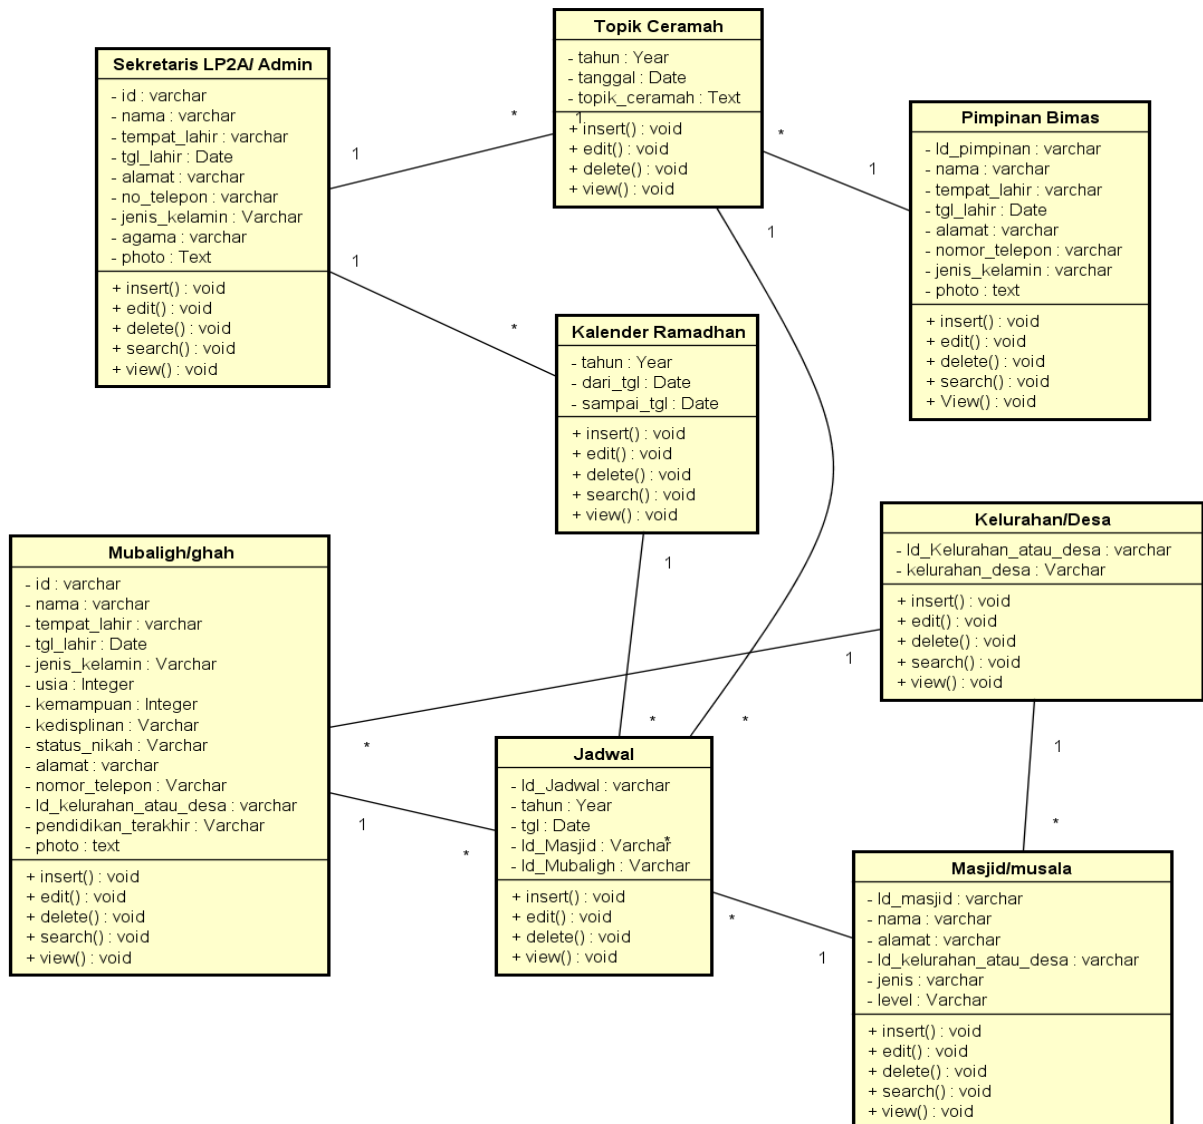 Sekretaris LP2A/ Admin
- id : varchar
- nama : varchar
- tempat_lahir : varchar
- tgl_lahir : Date
- alamat : varchar
- no_telepon : varchar
- jenis_kelamin : Varchar
- agama : varchar
- photo : Text
+ insert() : void
+ edit() : void
+ delete() : void
+ search() : void
+ view() : void
1
*
1
*
Topik Ceramah
- tahun : Year
- tanggal : Date
- topik_ceramah : Text
1
+ insert() : void
+ edit() : void
+ delete() : void
+ view() : void
*
1
1
Pimpinan Bimas
- Id_pimpinan : varchar
- nama : varchar
- tempat_lahir : varchar
- tgl_lahir : Date
- alamat : varchar
- nomor_telepon : varchar
- jenis_kelamin : varchar
- photo : text
+ insert() : void
+ edit() : void
+ delete() : void
+ search() : void
+ View() : void
Kalender Ramadhan
- tahun : Year
- dari_tgl : Date
- sampai_tgl : Date
+ insert() : void
+ edit() : void
+ delete() : void
+ search() : void
+ view() : void
1
Kelurahan/Desa
- Id_Kelurahan_atau_desa : varchar
- kelurahan_desa : Varchar
+ insert() : void
+ edit() : void
+ delete() : void
+ search() : void
+ view() : void
1
1
*
Mubaligh/ghah
- id : varchar
- nama : varchar
- tempat_lahir : varchar
- tgl_lahir : Date
- jenis_kelamin : Varchar
- usia : Integer
- kemampuan : Integer
- kedisplinan : Varchar
- status_nikah : Varchar
- alamat : varchar
- nomor_telepon : Varchar
- Id_kelurahan_atau_desa : varchar
- pendidikan_terakhir : Varchar
- photo : text
+ insert() : void
+ edit() : void
+ delete() : void
+ search() : void
+ view() : void
*
1
*
*
*
Jadwal
- Id_Jadwal : varchar
- tahun : Year
- tgl : Date
- Id_Masjid : Varchar
*
- Id_Mubaligh : Varchar
+ insert() : void
+ edit() : void
+ delete() : void
+ view() : void
*
1
Masjid/musala
- Id_masjid : varchar
- nama : varchar
- alamat : varchar
- Id_kelurahan_atau_desa : varchar
- jenis : varchar
- level : Varchar
+ insert() : void
+ edit() : void
+ delete() : void
+ search() : void
+ view() : void